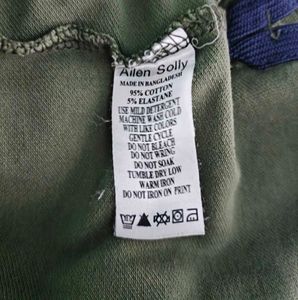 Ailen Solly
MADE IN BANGLADESH
95% COTTON
5% ELASTANE
USE MILD DETERGENT
MACHINE WASH COLD
WITH LIKE COLORS
GENTLE CYCLE
DO NOT BLEACH
DO NOT WRING
DO NOT SOAK
TUMBLE DRY LOW
WARM IRON
DO NOT IRON ON PRINT